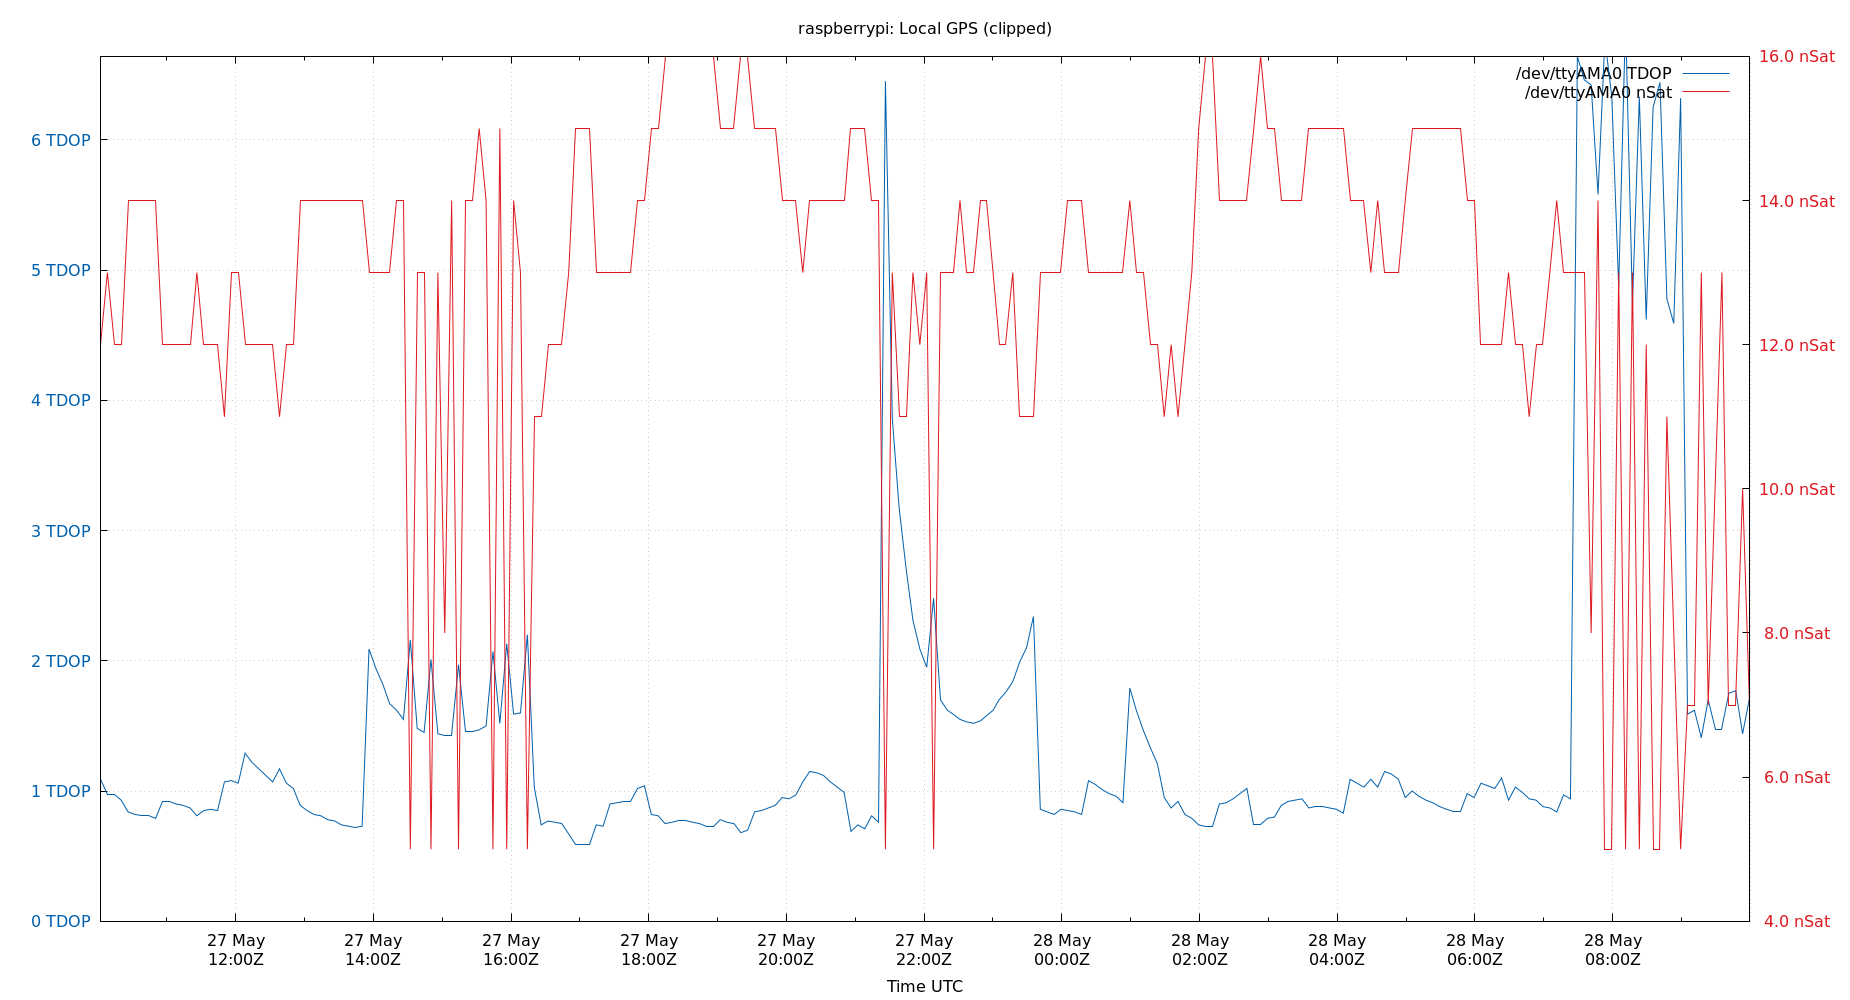 raspberrypi: Local GPS (clipped)
16.0 nSat
/dev/ttyAMA0 TDOP
/dev/ttyAMA0 nSat
6 TDOP
14.0 nSat
5 TDOP
12.0 nSat
4 TDOP
10.0 nSat
3 TDOP
2 TDOP
8.0 nSat
1 TDOP
6.0 nSat
0 TDOP
4.0 nSat
27 May 27 May 27 May 27 May 27 May 27 May 28 May 28 May 28 May 28 May 28 May
12:00Z 14:00Z 16:00Z 18:00Z 20:00Z 22:00Z 00:00Z 02:00Z 04:00Z 06:00Z 08:00Z
Time UTC